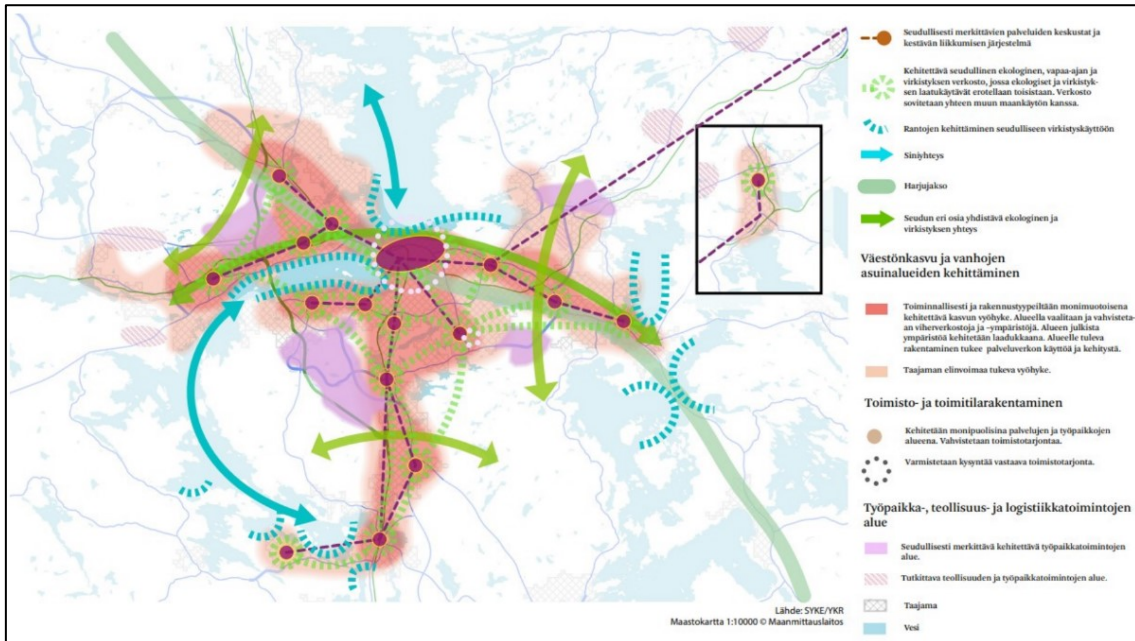 Seudullisesti merkittävien palveluiden keskustat ja
kestävän liikkumisen järjestelmä
Kehitettävä seudullinen ekologinen, vapaa-ajan ja
virkistyksen verkosto, jossa ekologiset ja virkistyk-
sen laatukäytävät erotellaan toisistaan. Verkosto
sovitetaan yhteen muun maankäytön kanssa.
Rantojen kehittäminen seudulliseen virkistyskäyttöön
Siniyhteys
Harjujakso
Seudun eri osia yhdistävä ekologinen ja
virkistyksen yhteys
Väestönkasvu ja vanhojen
asuinalueiden kehittäminen
Toiminnallisesti ja rakennustyypeiltään monimuotoisena
kehitettävä kasvun vyöhyke. Alueella vaalitaan ja vahvisteta-
an viherverkostoja ja -ympäristöjä. Alueen julkista
ympäristöä kehitetään laadukkaana. Alueelle tuleva
rakentaminen tukee palveluverkon käyttöä ja kehitystä.
Taajaman elinvoimaa tukeva vyöhyke.
Toimisto- ja toimitilarakentaminen
Kehitetään monipuolisina palvelujen ja työpaikkojen
alueena. Vahvistetaan toimistotarjontaa.
Varmistetaan kysyntää vastaava toimistotarjonta.
Työpaikka-, teollisuus- ja logistiikkatoimintojen
alue
Seudullisesti merkittävä kehitettävä työpaikkatoimintojen
alue.
Tutkittava teollisuuden ja työpaikkatoimintojen alue.
Taajama
Vesi
Lähde: SYKE/YKR
Maastokartta 1:10000 © Maanmittauslaitos